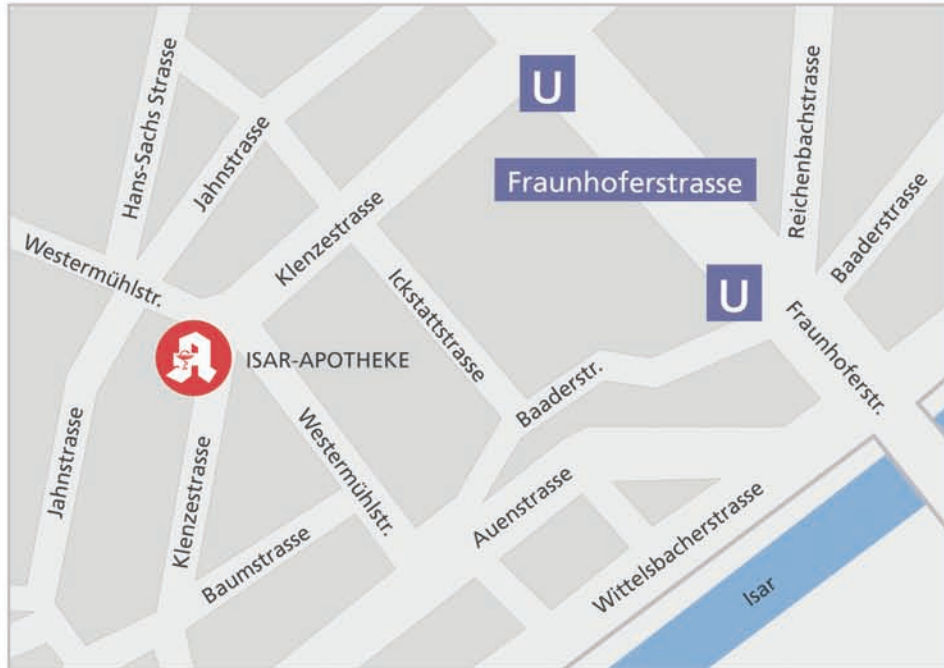 Hans-Sachs Strasse
Jahnstrasse
U
Fraunhoferstrasse
Reichenbachstrasse
Baaderstrasse
Westermühlstr.
Klenzestrasse
Ickstattstrasse
U
Fraunhoferstr.
ISAR-APOTHEKE
Baaderstr.
Westermühlstr.
Jahnstrasse
Klenzestrasse
Auenstrasse
Baumstrasse
Wittelsbacherstrasse
Isar